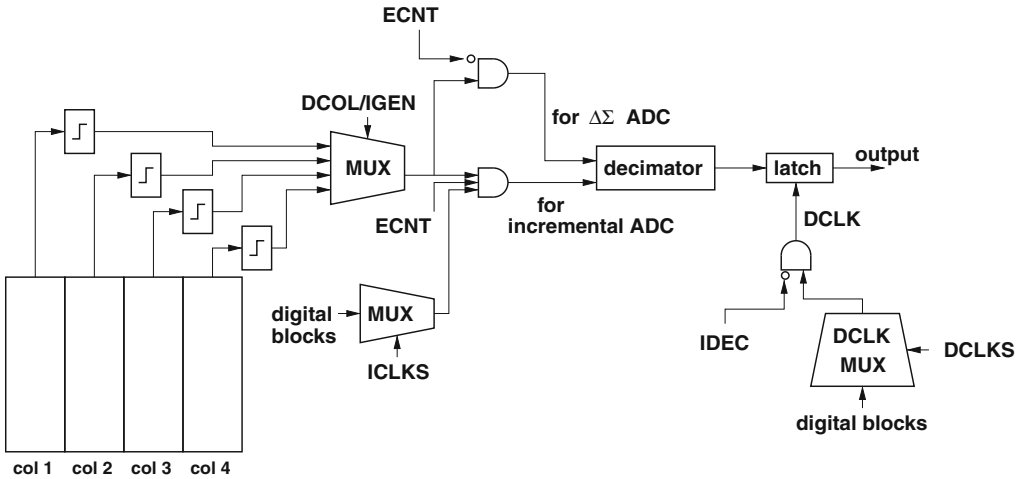 ECNT
DCOL/IGEN
for ΔΣ ADC
MUX
decimator
latch
output
ECNT
for
incremental ADC
DCLK
digital
blocks
MUX
ICLKS
IDEC
DCLK
MUX
DCLKS
digital blocks
col 1
col 2
col 3
col 4